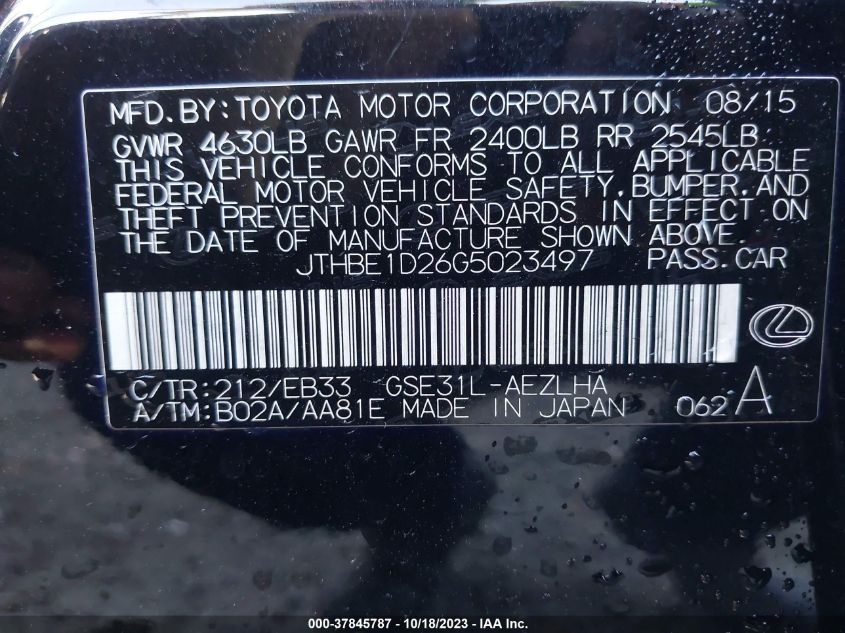 MFD.BY:TOYOTA MOTOR CORPORATION 08/15
GVWR 4630LB GAWR FR 2400LB RR 2545LB
THIS VEHICLE CONFORMS TO ALL APPLICABLE
FEDERAL MOTOR VEHICLE SAFETY,BUMPER,AND
THEFT PREVENTION STANDARDS IN EFFECT ON
THE DATE OF MANUFACTURE SHOWN ABOVE.
JTHBE1D26G5023497 PASS.CAR
C/TR:212/EB33 GSE31L-AEZLHA
A/TM:B02A/AA81E MADE IN JAPAN 062A
000-37845787 - 10/18/2023 - IAA Inc.